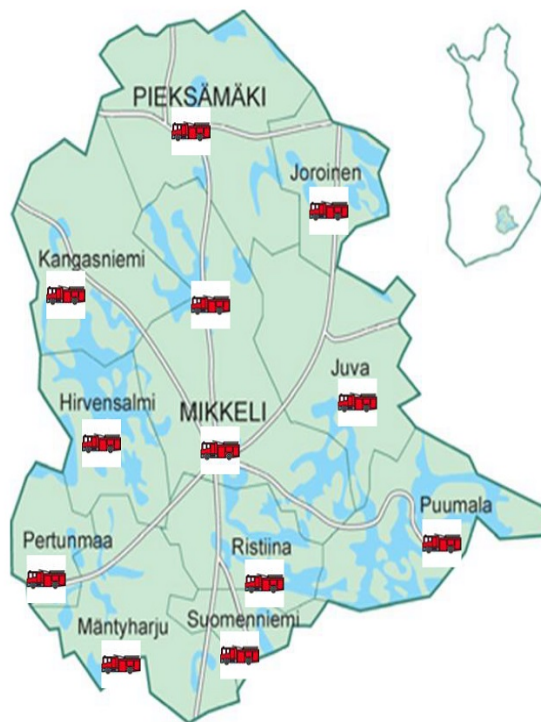 PIEKSÄMÄKI
Joroinen
Kangasniemi
Juva
Hirvensalmi
MIKKELI
Puumala
Pertunmaa
Ristiina
Suomenniemi
Mäntyharju